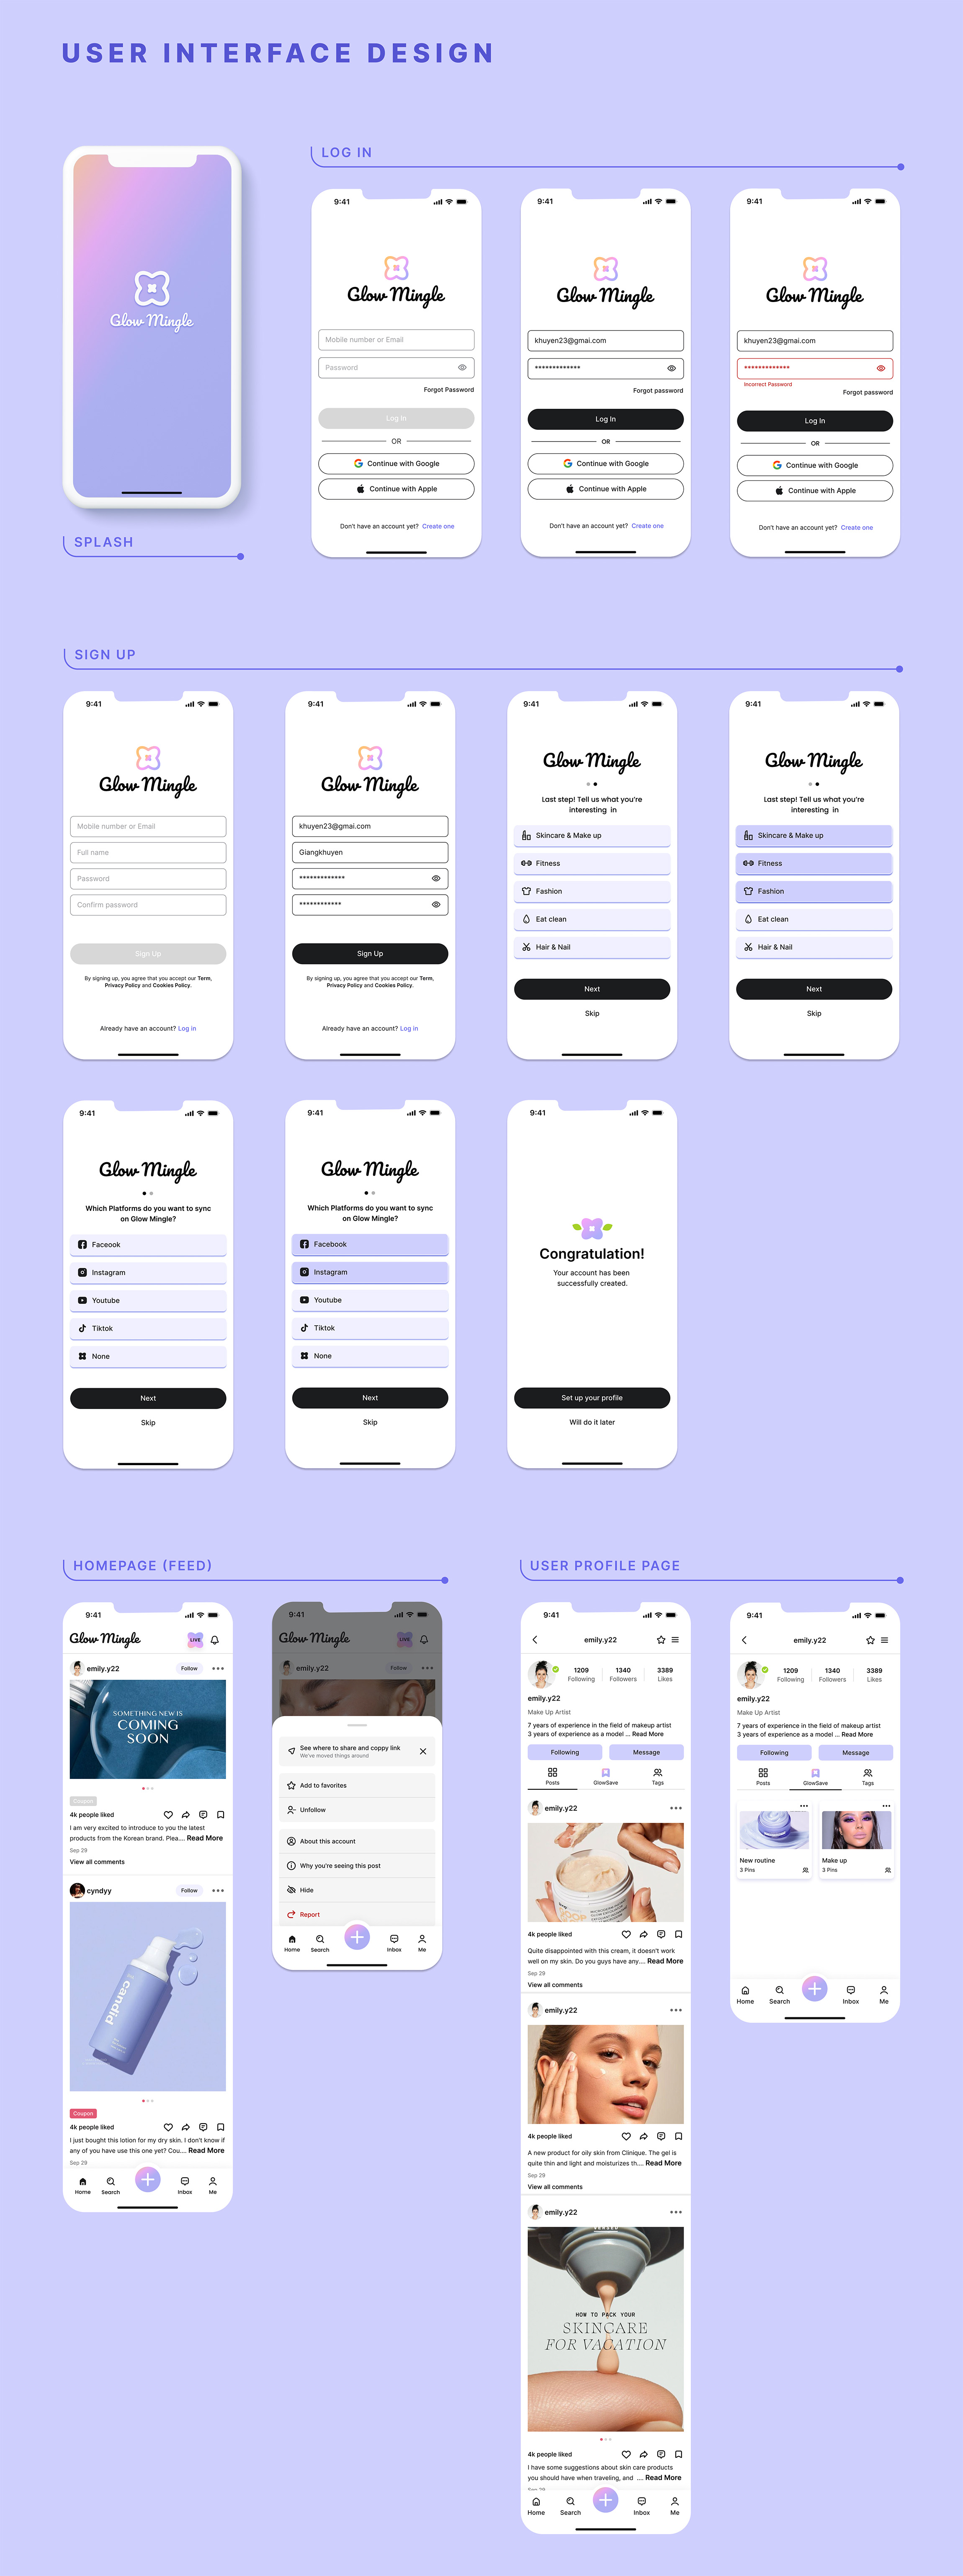 USER INTERFACE DESIGN
Glow Mingle
SPLASH
LOG IN
9:41
Glow Mingle
Mobile number or Email
Password
Forgot Password
Log In
OR
Continue with Google
Continue with Apple
Don't have an account yet? Create one
9:41
Glow Mingle
khuyen23@gmai.com
*************
Forgot password
Log In
OR
Continue with Google
Continue with Apple
Don't have an account yet? Create one
9:41
Glow Mingle
khuyen23@gmai.com
*************
Incorrect Password
Forgot password
Log In
OR
Continue with Google
Continue with Apple
Don't have an account yet? Create one
SIGN UP
9:41
Glow Mingle
Mobile number or Email
Full name
Password
Confirm password
Sign Up
By signing up, you agree that you accept our Term,
Privacy Policy and Cookies Policy.
Already have an account? Log in
9:41
Glow Mingle
khuyen23@gmai.com
Giangkhuyen
*************
************
Sign Up
By signing up, you agree that you accept our Term,
Privacy Policy and Cookies Policy.
Already have an account? Log in
9:41
Glow Mingle
Last step! Tell us what you're
interesting in
Skincare & Make up
Fitness
Fashion
Eat clean
Hair & Nail
Next
Skip
9:41
Glow Mingle
Last step! Tell us what you're
interesting in
Skincare & Make up
Fitness
Fashion
Eat clean
Hair & Nail
Next
Skip
9:41
Glow Mingle
Which Platforms do you want to sync
on Glow Mingle?
Faceook
Instagram
Youtube
Tiktok
None
Next
Skip
9:41
Glow Mingle
Which Platforms do you want to sync
on Glow Mingle?
Facebook
Instagram
Youtube
Tiktok
None
Next
Skip
9:41
Congratulation!
Your account has been
successfully created.
Set up your profile
Will do it later
HOMEPAGE (FEED)
9:41
Glow Mingle
LIVE
emily.y22
Follow
SOMETHING NEW IS
COMING
SOON
Coupon
4k people liked
I am very excited to introduce to you the latest
products from the Korean brand. Plea.... Read More
Sep 29
View all comments
cyndyy
Follow
candid
Coupon
4k people liked
I just bought this lotion for my dry skin. I don't know if
any of you have use this one yet? Cou.... Read More
Sep 29
Home
Search
Inbox
Me
9:41
Glow Mingle
LIVE
emily.y22
Follow
See where to share and coppy link
We've moved things around
Add to favorites
Unfollow
About this account
Why you're seeing this post
Hide
Report
Home
Search
Inbox
Me
USER PROFILE PAGE
9:41
emily.y22
1209
Following
1340
Followers
3389
Likes
emily.y22
Make Up Artist
7 years of experience in the field of makeup artist
3 years of experience as a model ... Read More
Following
Message
Posts
GlowSave
Tags
emily.y22
4k people liked
Quite disappointed with this cream, it doesn't work
well on my skin. Do you guys have any.... Read More
Sep 29
View all comments
emily.y22
4k people liked
A new product for oily skin from Clinique. The gel is
quite thin and light and moisturizes th.... Read More
Sep 29
View all comments
emily.y22
HOW TO PACK YOUR
SKINCARE
FOR VACATION
4k people liked
I have some suggestions about skin care products
you should have when traveling, and .... Read More
Sep 29
Home
Search
Inbox
Me
9:41
emily.y22
1209
Following
1340
Followers
3389
Likes
emily.y22
Make Up Artist
7 years of experience in the field of makeup artist
3 years of experience as a model ... Read More
Following
Message
Posts
GlowSave
Tags
New routine
3 Pins
Make up
3 Pins
Home
Search
Inbox
Me